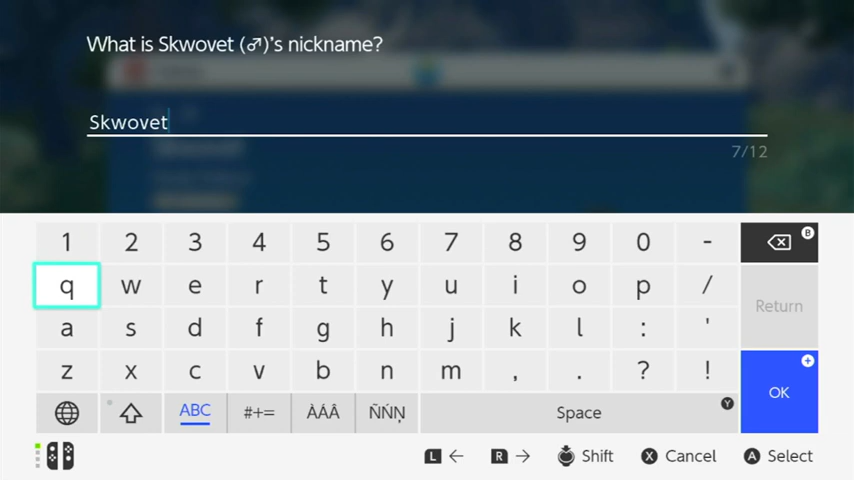 What is Skwovet (♂)'s nickname?
Skwovet
7/12
1 2 3 4 5 6 7 8 9 0 - B
q w e r t y u i o p / Return
a s d f g h j k l : '
z x c v b n m , . ? ! + OK
ABC #+= ÀÁÂ ÑŃŅ Space Y
L ← R → Shift X Cancel A Select